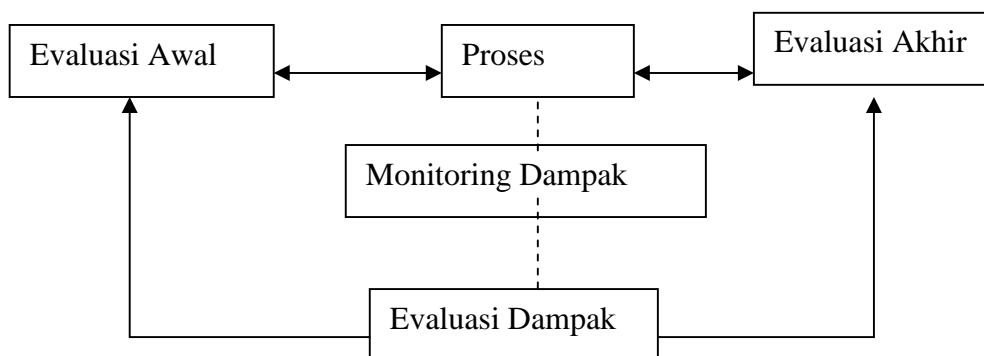 Evaluasi Awal
Proses
Evaluasi Akhir
Monitoring Dampak
Evaluasi Dampak